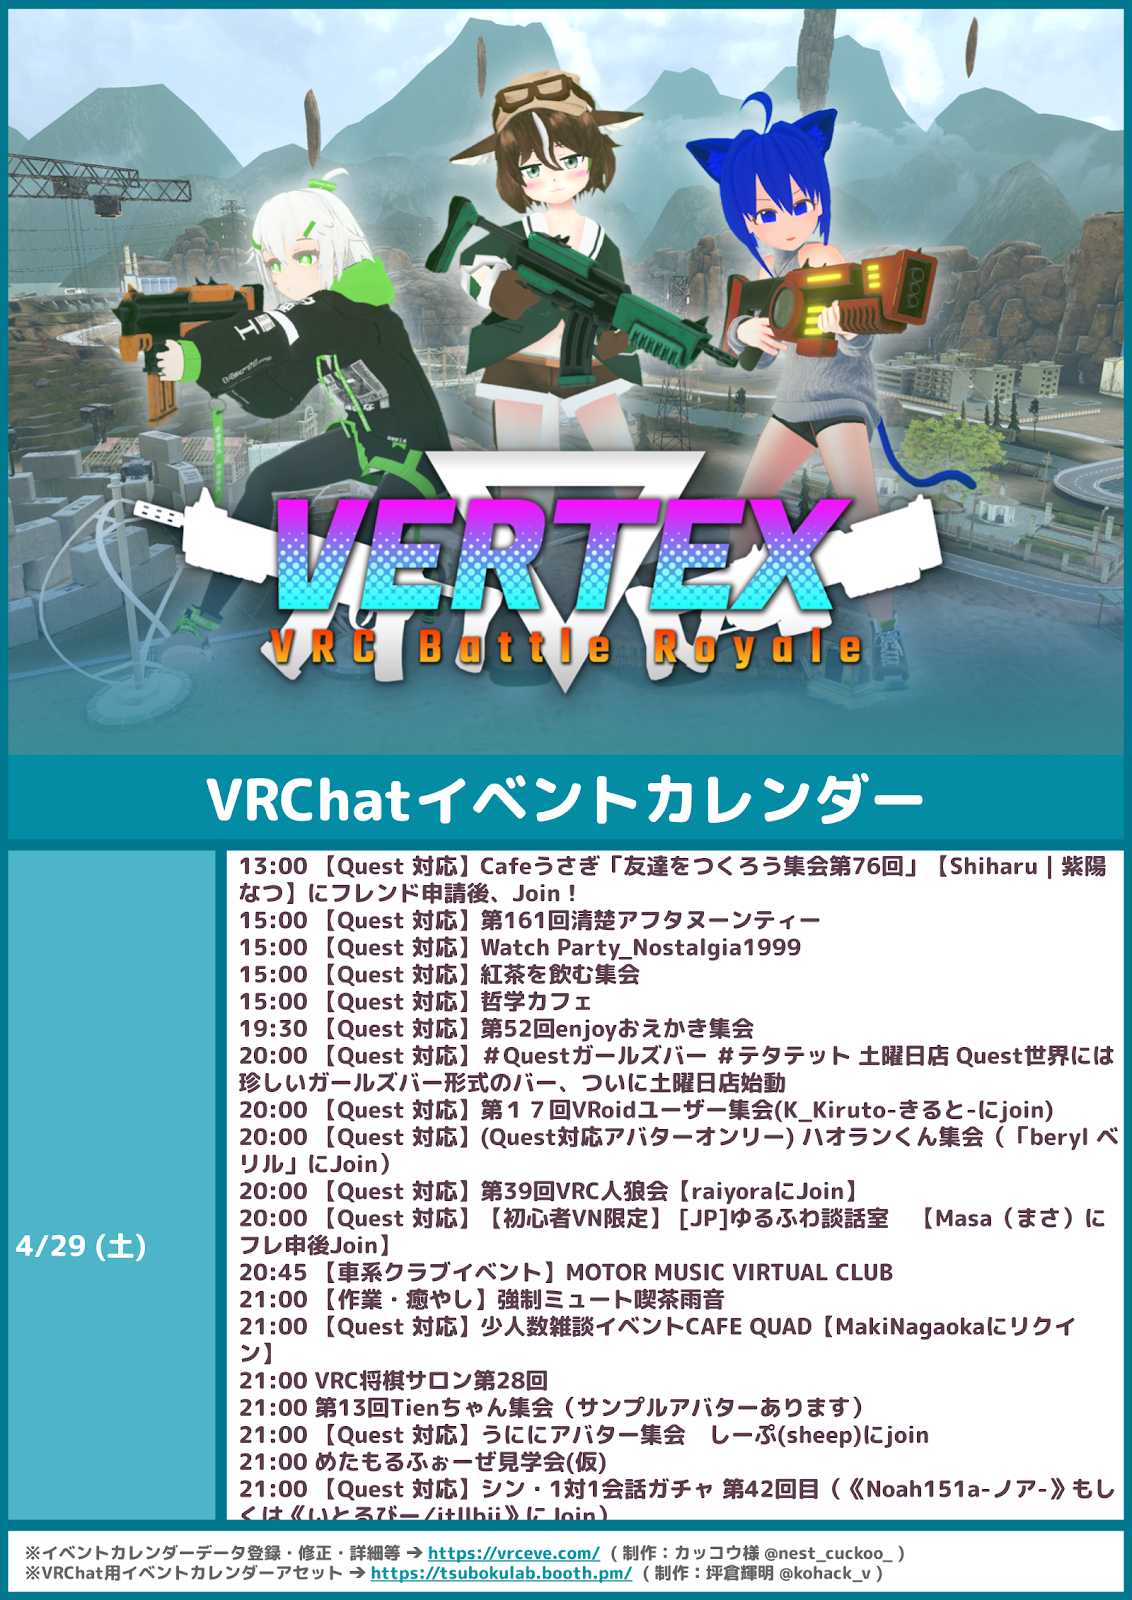 VERTEX
VRC Battle Royale
VRChatイベントカレンダー
4/29 (土)
13:00 【Quest 対応】Cafeうさぎ「友達をつくろう集会第76回」【Shiharu | 紫陽
なつ】にフレンド申請後、Join！
15:00 【Quest 対応】第161回清楚アフタヌーンティー
15:00 【Quest 対応】Watch Party_Nostalgia1999
15:00 【Quest 対応】紅茶を飲む集会
15:00 【Quest 対応】哲学カフェ
19:30 【Quest 対応】第52回enjoyおえかき集会
20:00 【Quest 対応】＃Questガールズバー ＃テタテット 土曜日店 Quest世界には
珍しいガールズバー形式のバー、ついに土曜日店始動
20:00 【Quest 対応】第１７回VRoidユーザー集会(K_Kiruto-きると-にjoin)
20:00 【Quest 対応】(Quest対応アバターオンリー) ハオランくん集会（「beryl ベ
リル」にJoin）
20:00 【Quest 対応】第39回VRC人狼会【raiyoraにJoin】
20:00 【Quest 対応】【初心者VN限定】 [JP]ゆるふわ談話室　【Masa（まさ）に
フレ申後Join】
20:45 【車系クラブイベント】MOTOR MUSIC VIRTUAL CLUB
21:00 【作業・癒やし】強制ミュート喫茶雨音
21:00 【Quest 対応】少人数雑談イベントCAFE QUAD【MakiNagaokaにリクイ
ン】
21:00 VRC将棋サロン第28回
21:00 第13回Tienちゃん集会（サンプルアバターあります）
21:00 【Quest 対応】うににアバター集会　しーぷ(sheep)にjoin
21:00 めたもるふぉーぜ見学会(仮)
21:00 【Quest 対応】シン・1対1会話ガチャ 第42回目（《Noah151a-ノア-》もし
くは《いとるびー/itllbii》にJoin）
※イベントカレンダーデータ登録・修正・詳細等 ➔ https://vrceve.com/ （制作：カッコウ様 @nest_cuckoo_ ）
※VRChat用イベントカレンダーアセット ➔ https://tsubokulab.booth.pm/ （制作：坪倉輝明 @kohack_v ）